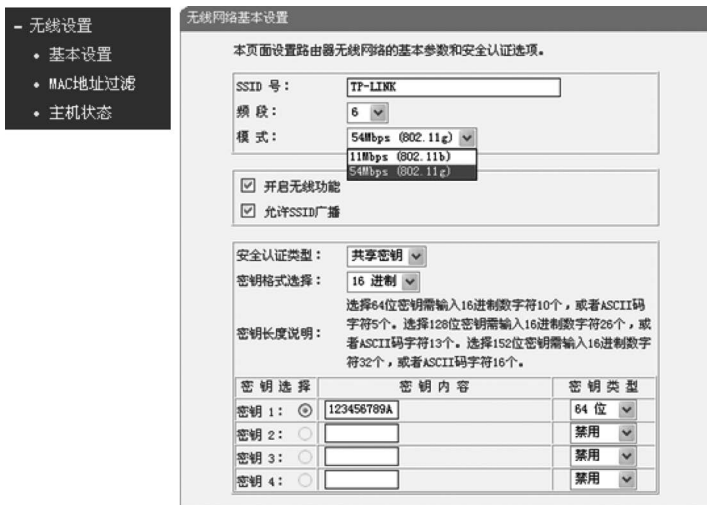 无线设置
基本设置
MAC地址过滤
主机状态
无线网络基本设置
本页面设置路由器无线网络的基本参数和安全认证选项。
SSID 号： TP-LINK
频 段： 6
模 式： 54Mbps (802.11g)
11Mbps (802.11b)
54Mbps (802.11g)
开启无线功能
允许SSID广播
安全认证类型： 共享密钥
密钥格式选择： 16 进制
密钥长度说明：
选择64位密钥需输入16进制数字符10个，或者ASCII码
字符5个。选择128位密钥需输入16进制数字符26个，或
者ASCII码字符13个。选择152位密钥需输入16进制数字
符32个，或者ASCII码字符16个。
密 钥 选 择 密 钥 内 容 密 钥 类 型
密钥 1： 123456789A 64 位
密钥 2： 禁用
密钥 3： 禁用
密钥 4： 禁用